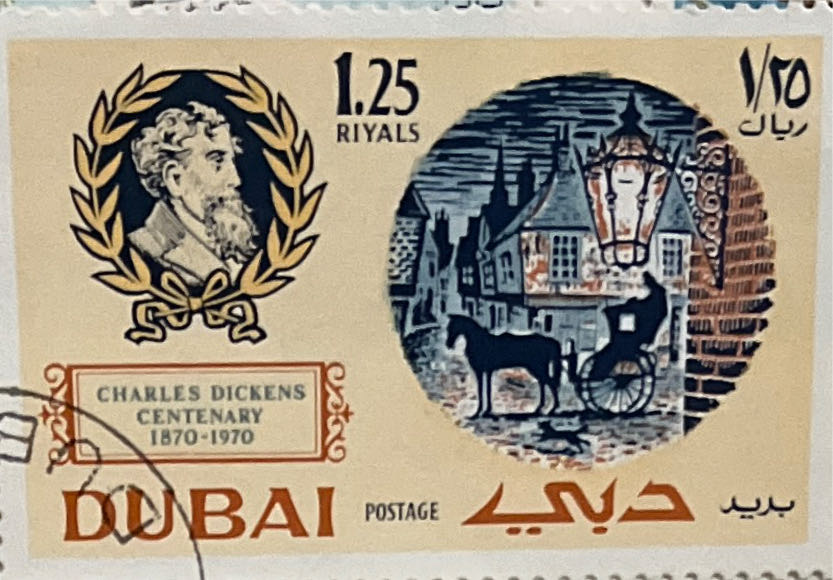 1.25
RIYALS
١/٢٥
ريال
CHARLES DICKENS
CENTENARY
1870-1970
DUBAI POSTAGE دبي بريد